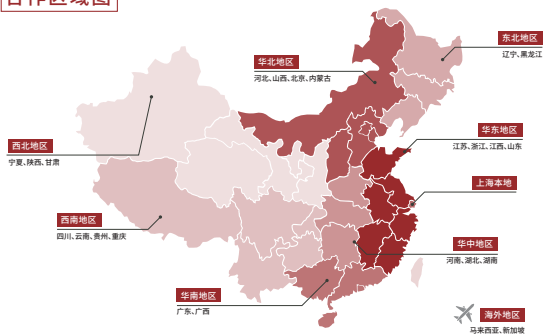 合作区域图
东北地区
辽宁、黑龙江
华北地区
河北、山西、北京、内蒙古
华东地区
江苏、浙江、江西、山东
西北地区
宁夏、陕西、甘肃
上海本地
西南地区
四川、云南、贵州、重庆
华中地区
河南、湖北、湖南
华南地区
广东、广西
海外地区
马来西亚、新加坡